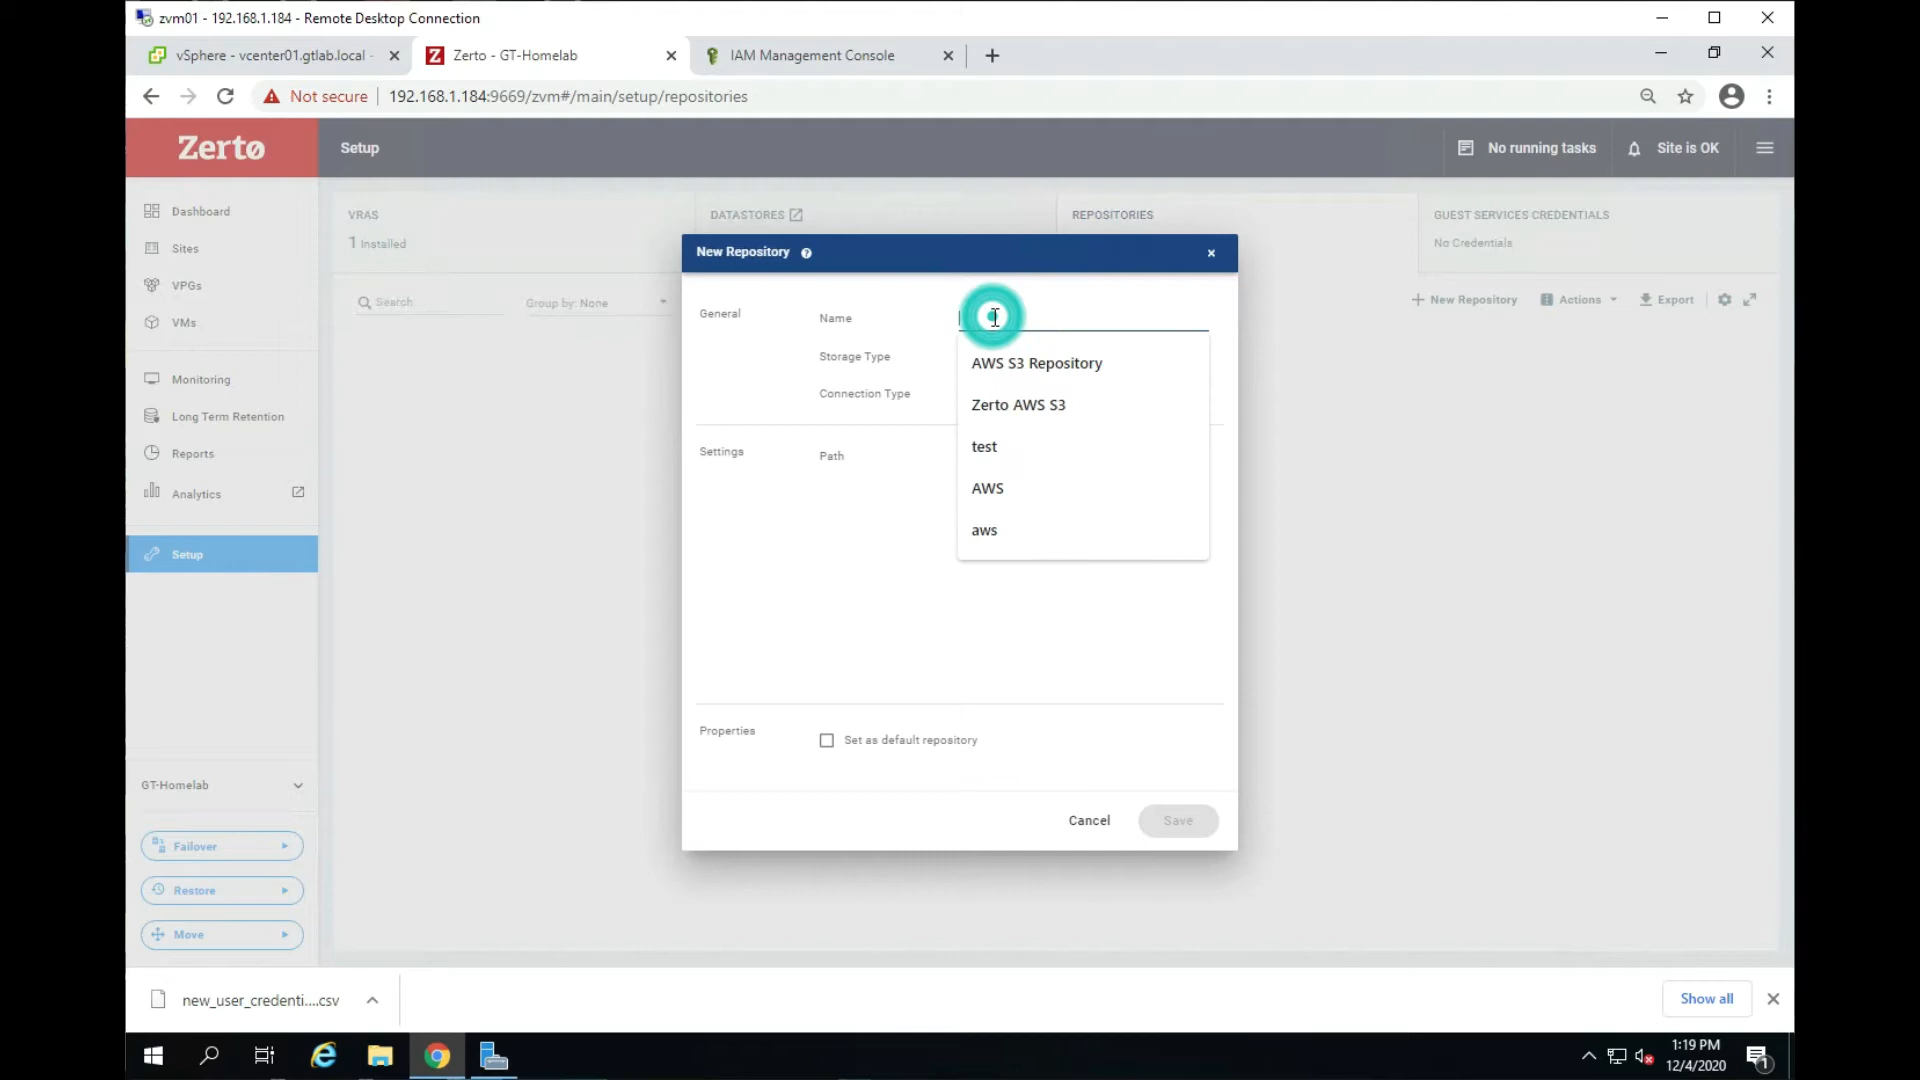 zvm01 - 192.168.1.184 - Remote Desktop Connection
vSphere - vcenter01.gtlab.local -
Zerto - GT-Homelab
IAM Management Console
Not secure
192.168.1.184:9669/zvm#/main/setup/repositories
Zerto
Setup
No running tasks
Site is OK
Dashboard
Sites
VPGs
VMs
Monitoring
Long Term Retention
Reports
Analytics
Setup
GT-Homelab
Failover
Restore
Move
VRAS
1 Installed
DATASTORES
REPOSITORIES
GUEST SERVICES CREDENTIALS
No Credentials
Search...
Group by: None
New Repository
Actions
Export
New Repository
General
Name
Storage Type
Connection Type
AWS S3 Repository
Zerto AWS S3
test
AWS
aws
Settings
Path
Properties
Set as default repository
Cancel
Save
new_user_credenti....csv
Show all
1:19 PM
12/4/2020
1